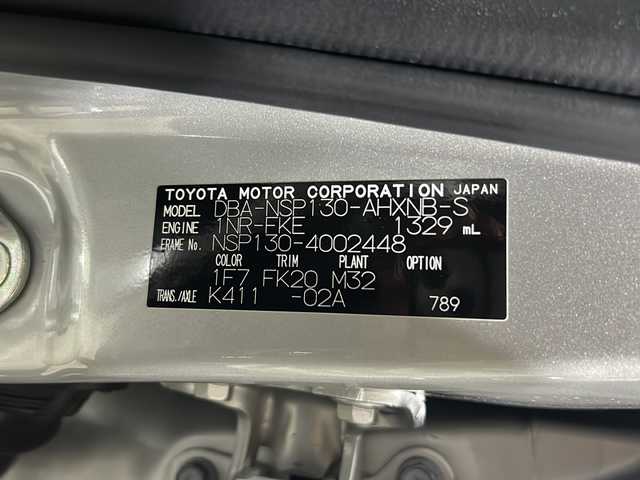 TOYOTA MOTOR CORPORATION JAPAN
MODEL DBA-NSP130-AHXNB-S
ENGINE 1NR-FKE 1329 mL
FRAME No. NSP130-4002448
COLOR TRIM PLANT OPTION
1F7 FK20 M32
TRANS./AXLE K411 -02A 789